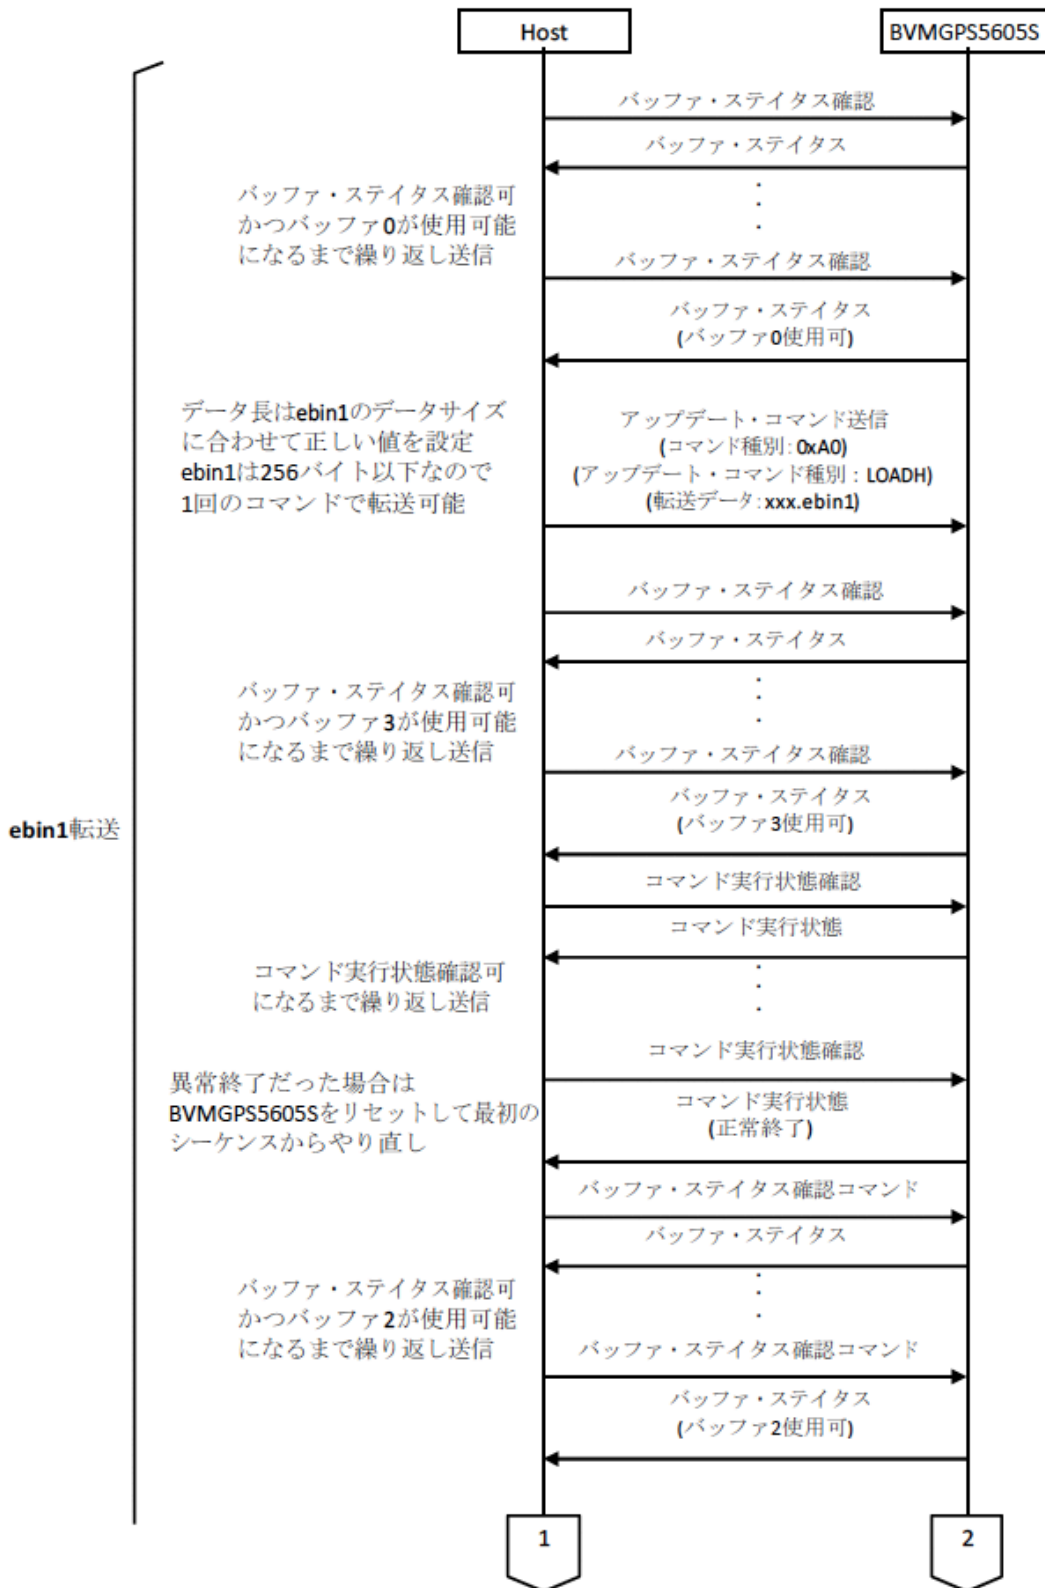 Host
BVMGPS5605S
バッファ・ステイタス確認
バッファ・ステイタス
バッファ・ステイタス確認可
かつバッファ0が使用可能
になるまで繰り返し送信
バッファ・ステイタス確認
バッファ・ステイタス
(バッファ0使用可)
データ長はebin1のデータサイズ
に合わせて正しい値を設定
ebin1は256バイト以下なので
1回のコマンドで転送可能
アップデート・コマンド送信
(コマンド種別:0xA0)
(アップデート・コマンド種別:LOADH)
(転送データ:xxx.ebin1)
バッファ・ステイタス確認
バッファ・ステイタス
バッファ・ステイタス確認可
かつバッファ3が使用可能
になるまで繰り返し送信
バッファ・ステイタス確認
バッファ・ステイタス
(バッファ3使用可)
ebin1転送
コマンド実行状態確認
コマンド実行状態
コマンド実行状態確認可
になるまで繰り返し送信
コマンド実行状態確認
異常終了だった場合は
BVMGPS5605Sをリセットして最初の
シーケンスからやり直し
コマンド実行状態
(正常終了)
バッファ・ステイタス確認コマンド
バッファ・ステイタス
バッファ・ステイタス確認可
かつバッファ2が使用可能
になるまで繰り返し送信
バッファ・ステイタス確認コマンド
バッファ・ステイタス
(バッファ2使用可)
1
2